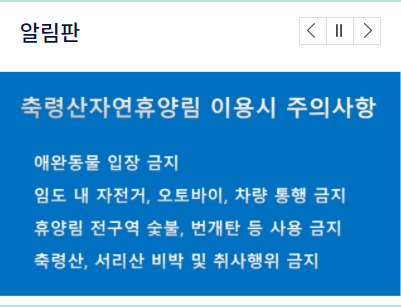 알림판
축령산자연휴양림 이용시 주의사항
애완동물 입장 금지
임도 내 자전거, 오토바이, 차량 통행 금지
휴양림 전구역 숯불, 번개탄 등 사용 금지
축령산, 서리산 비박 및 취사행위 금지